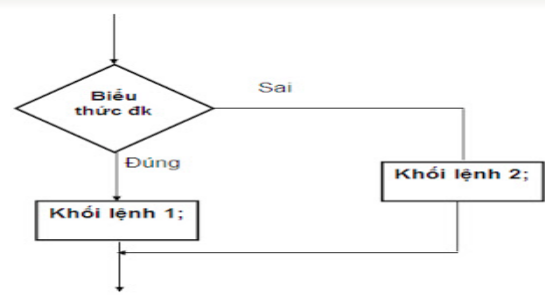 Biểu
thức đk
Sai
Đúng
Khối lệnh 1;
Khối lệnh 2;